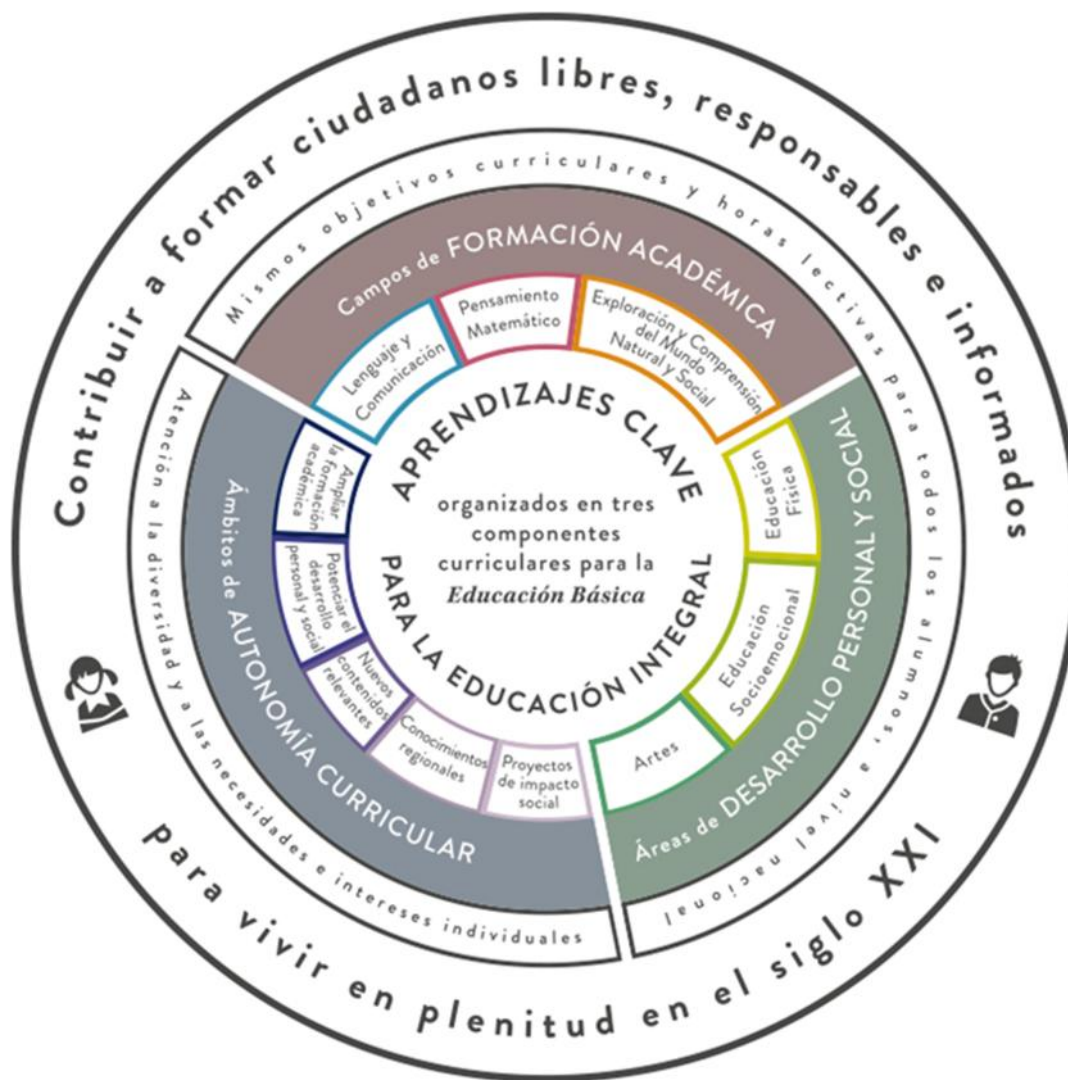 Contribuir a formar ciudadanos libres, responsables e informados
para vivir en plenitud en el siglo XXI
Mismos objetivos curriculares y horas lectivas para todos los alumnos, a nivel nacional
Atención a la diversidad y a las necesidades e intereses individuales
Campos de FORMACIÓN ACADÉMICA
Lenguaje y
Comunicación
Pensamiento
Matemático
Exploración y Comprensión
del Mundo
Natural y Social
Áreas de DESARROLLO PERSONAL Y SOCIAL
Educación
Física
Educación
Socioemocional
Artes
Ámbitos de AUTONOMÍA CURRICULAR
Ampliar
la formación
académica
Potenciar el
desarrollo
personal y social
Nuevos
contenidos
relevantes
Conocimientos
regionales
Proyectos
de impacto
social
APRENDIZAJES CLAVE
organizados en tres
componentes
curriculares para la
Educación Básica
PARA LA EDUCACIÓN INTEGRAL